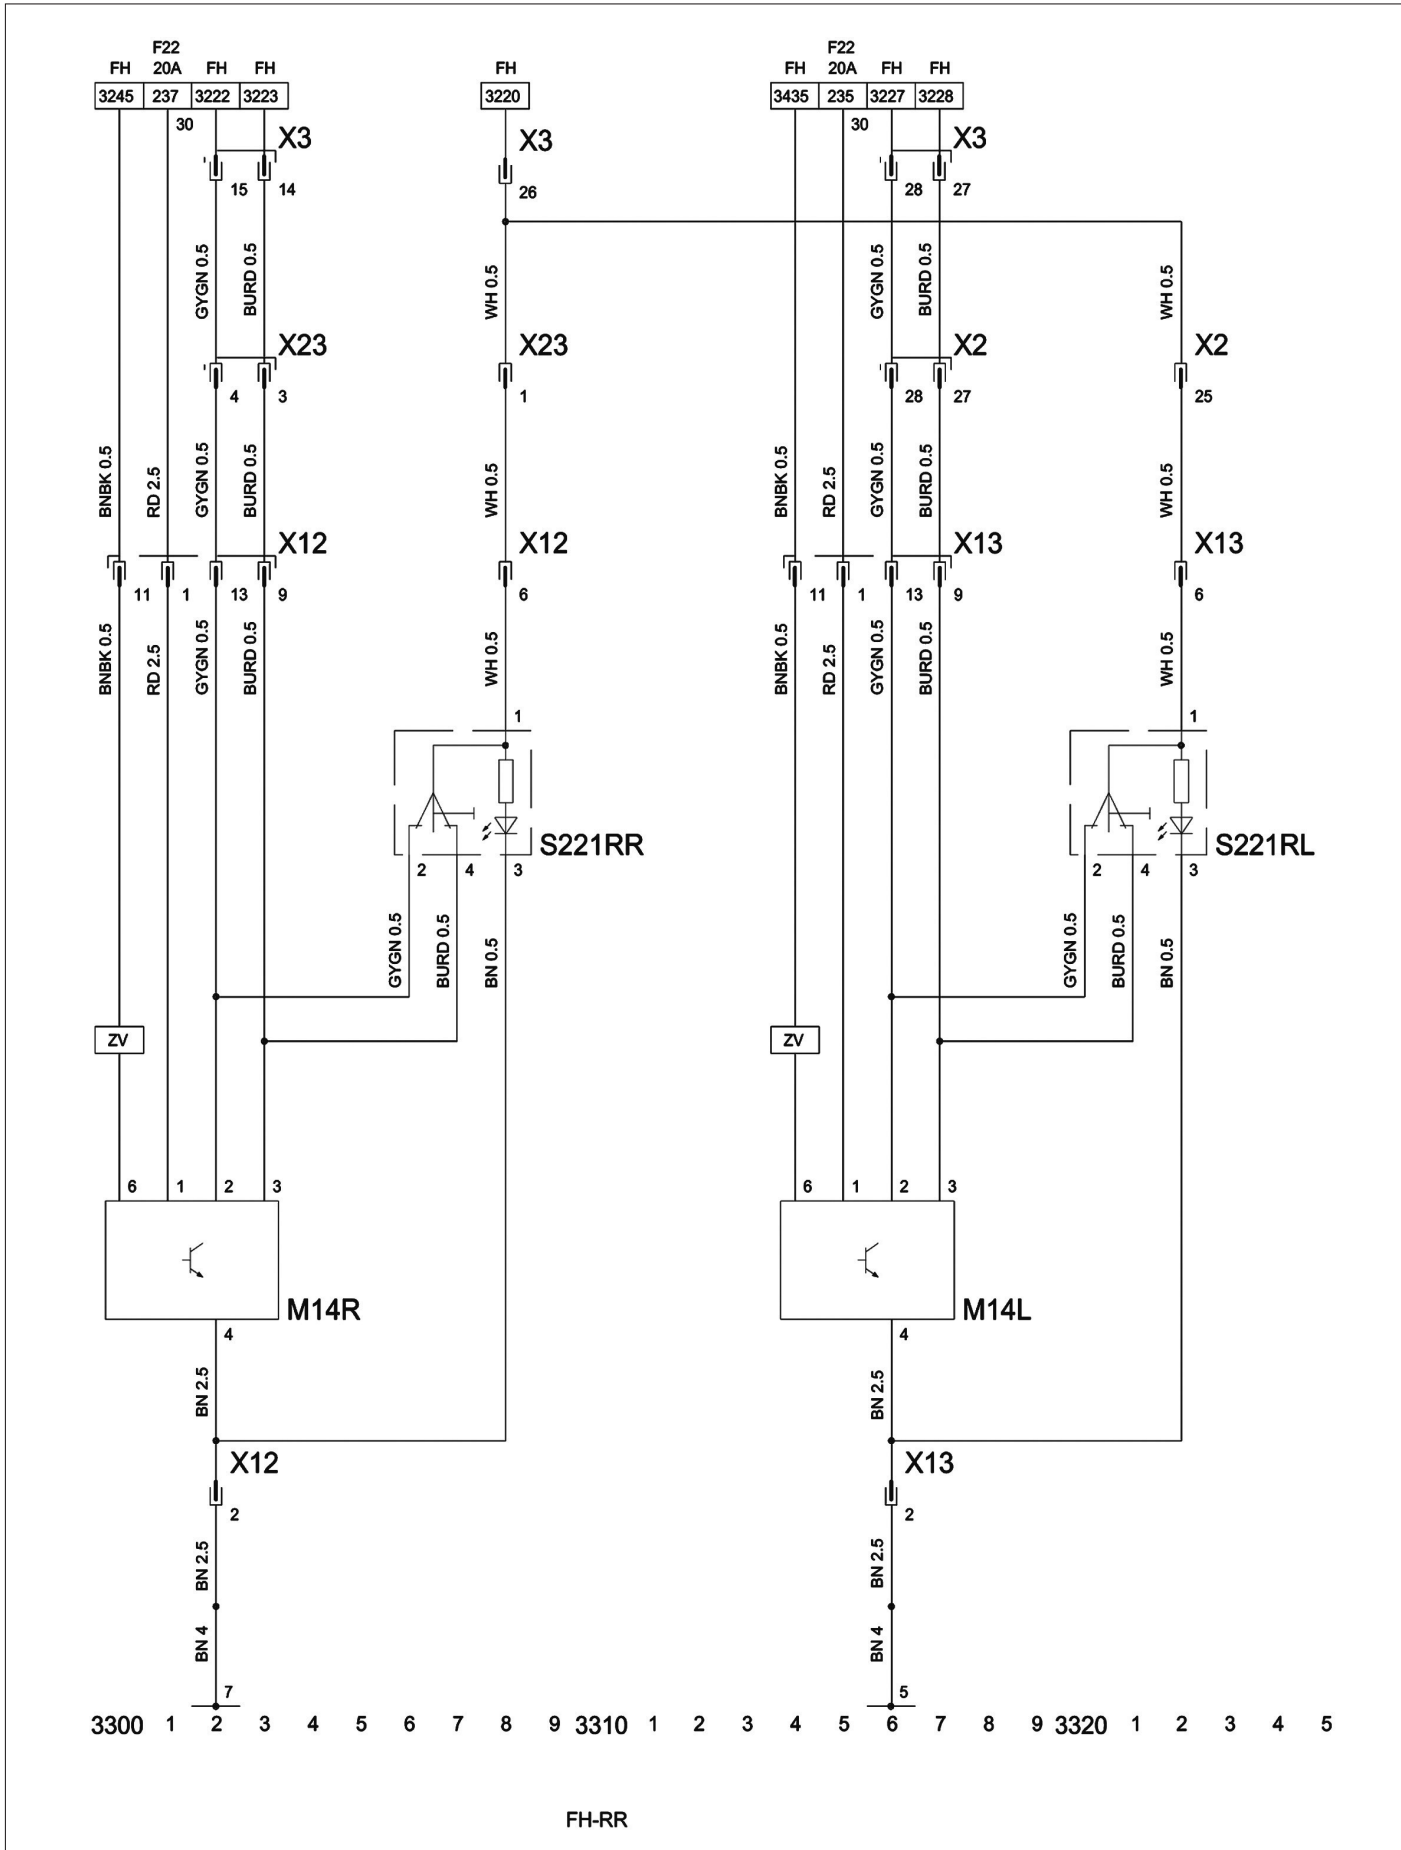 F22 F22
FH 20A FH FH FH FH 20A FH FH
3245 237 3222 3223 3220 3435 235 3227 3228
30 30
X3 X3 X3
15 14 26 28 27
GYGN 0.5 BURD 0.5 WH 0.5 GYGN 0.5 BURD 0.5 WH 0.5
X23 X23 X2 X2
4 3 1 28 27 25
BNBK 0.5 RD 2.5 GYGN 0.5 BURD 0.5 WH 0.5 BNBK 0.5 RD 2.5 GYGN 0.5 BURD 0.5 WH 0.5
X12 X12 X13 X13
11 1 13 9 6 11 1 13 9 6
BNBK 0.5 RD 2.5 GYGN 0.5 BURD 0.5 WH 0.5 BNBK 0.5 RD 2.5 GYGN 0.5 BURD 0.5 WH 0.5
1 1
S221RR S221RL
2 4 3 2 4 3
GYGN 0.5 BURD 0.5 BN 0.5 GYGN 0.5 BURD 0.5 BN 0.5
ZV ZV
6 1 2 3 6 1 2 3
M14R M14L
4 4
BN 2.5 BN 2.5
X12 X13
2 2
BN 2.5 BN 2.5
BN 4 BN 4
7 5
3300 1 2 3 4 5 6 7 8 9 3310 1 2 3 4 5 6 7 8 9 3320 1 2 3 4 5
FH-RR